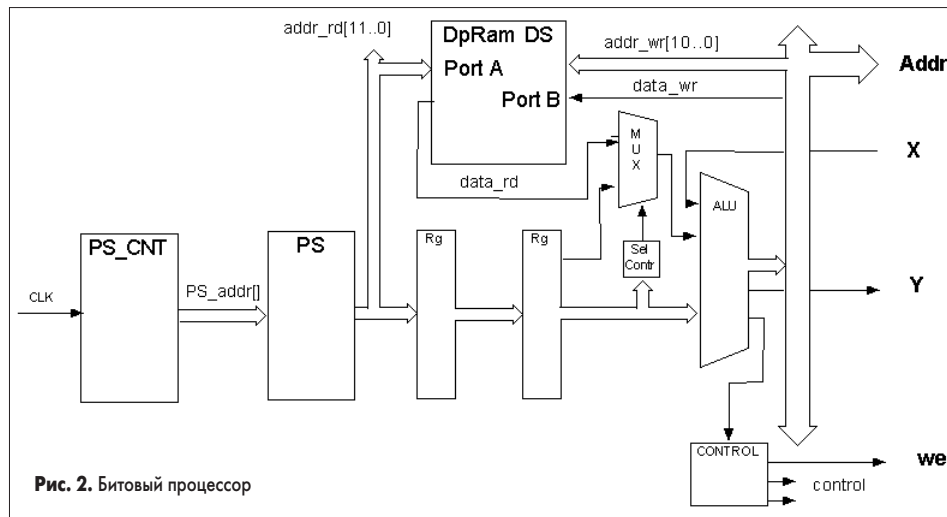 addr_rd[11..0]
DpRam DS
Port A
Port B
addr_wr[10..0]
data_wr
Addr
X
MUX
data_rd
ALU
PS_CNT
PS
Rg
Rg
Sel
Contr
CLK
PS_addr[]
Y
CONTROL
we
control
Рис. 2. Битовый процессор